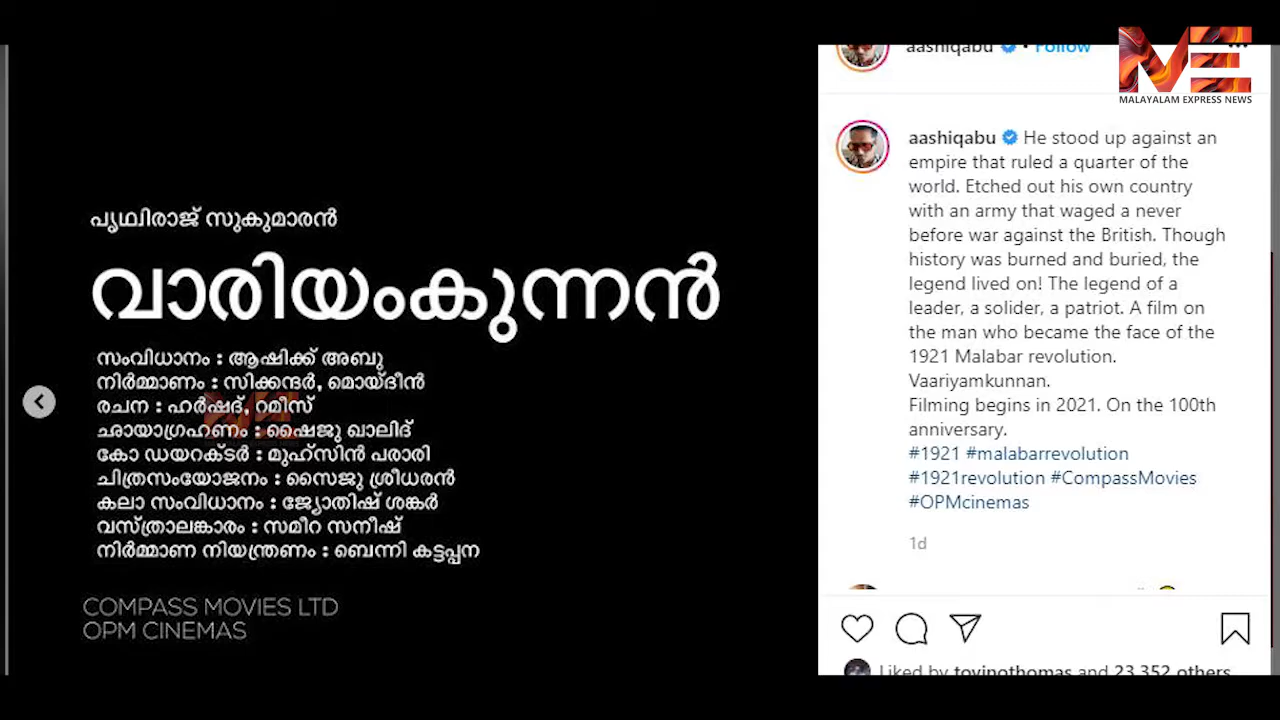 പൃഥ്വിരാജ് സുകുമാരൻ
വാരിയംകുന്നൻ
സംവിധാനം : ആഷിക്ക് അബു
നിർമ്മാണം : സിക്കന്ദർ, മൊയ്ദീൻ
രചന : ഹർഷദ്, റമീസ്
ഛായാഗ്രഹണം : ഷൈജു ഖാലിദ്
കോ ഡയറക്ടർ : മുഹ്സിൻ പരാരി
ചിത്രസംയോജനം : സൈജു ശ്രീധരൻ
കലാ സംവിധാനം : ജ്യോതിഷ് ശങ്കർ
വസ്ത്രാലങ്കാരം : സമീറ സനീഷ്
നിർമ്മാണ നിയന്ത്രണം : ബെന്നി കട്ടപ്പന
COMPASS MOVIES LTD
OPM CINEMAS
aashiqabu • Follow
ME
MALAYALAM EXPRESS NEWS
aashiqabu He stood up against an
empire that ruled a quarter of the
world. Etched out his own country
with an army that waged a never
before war against the British. Though
history was burned and buried, the
legend lived on! The legend of a
leader, a solider, a patriot. A film on
the man who became the face of the
1921 Malabar revolution.
Vaariyamkunnan.
Filming begins in 2021. On the 100th
anniversary.
#1921 #malabarrevolution
#1921revolution #CompassMovies
#OPMcinemas
1d
Liked by tovinothomas and 23,352 others